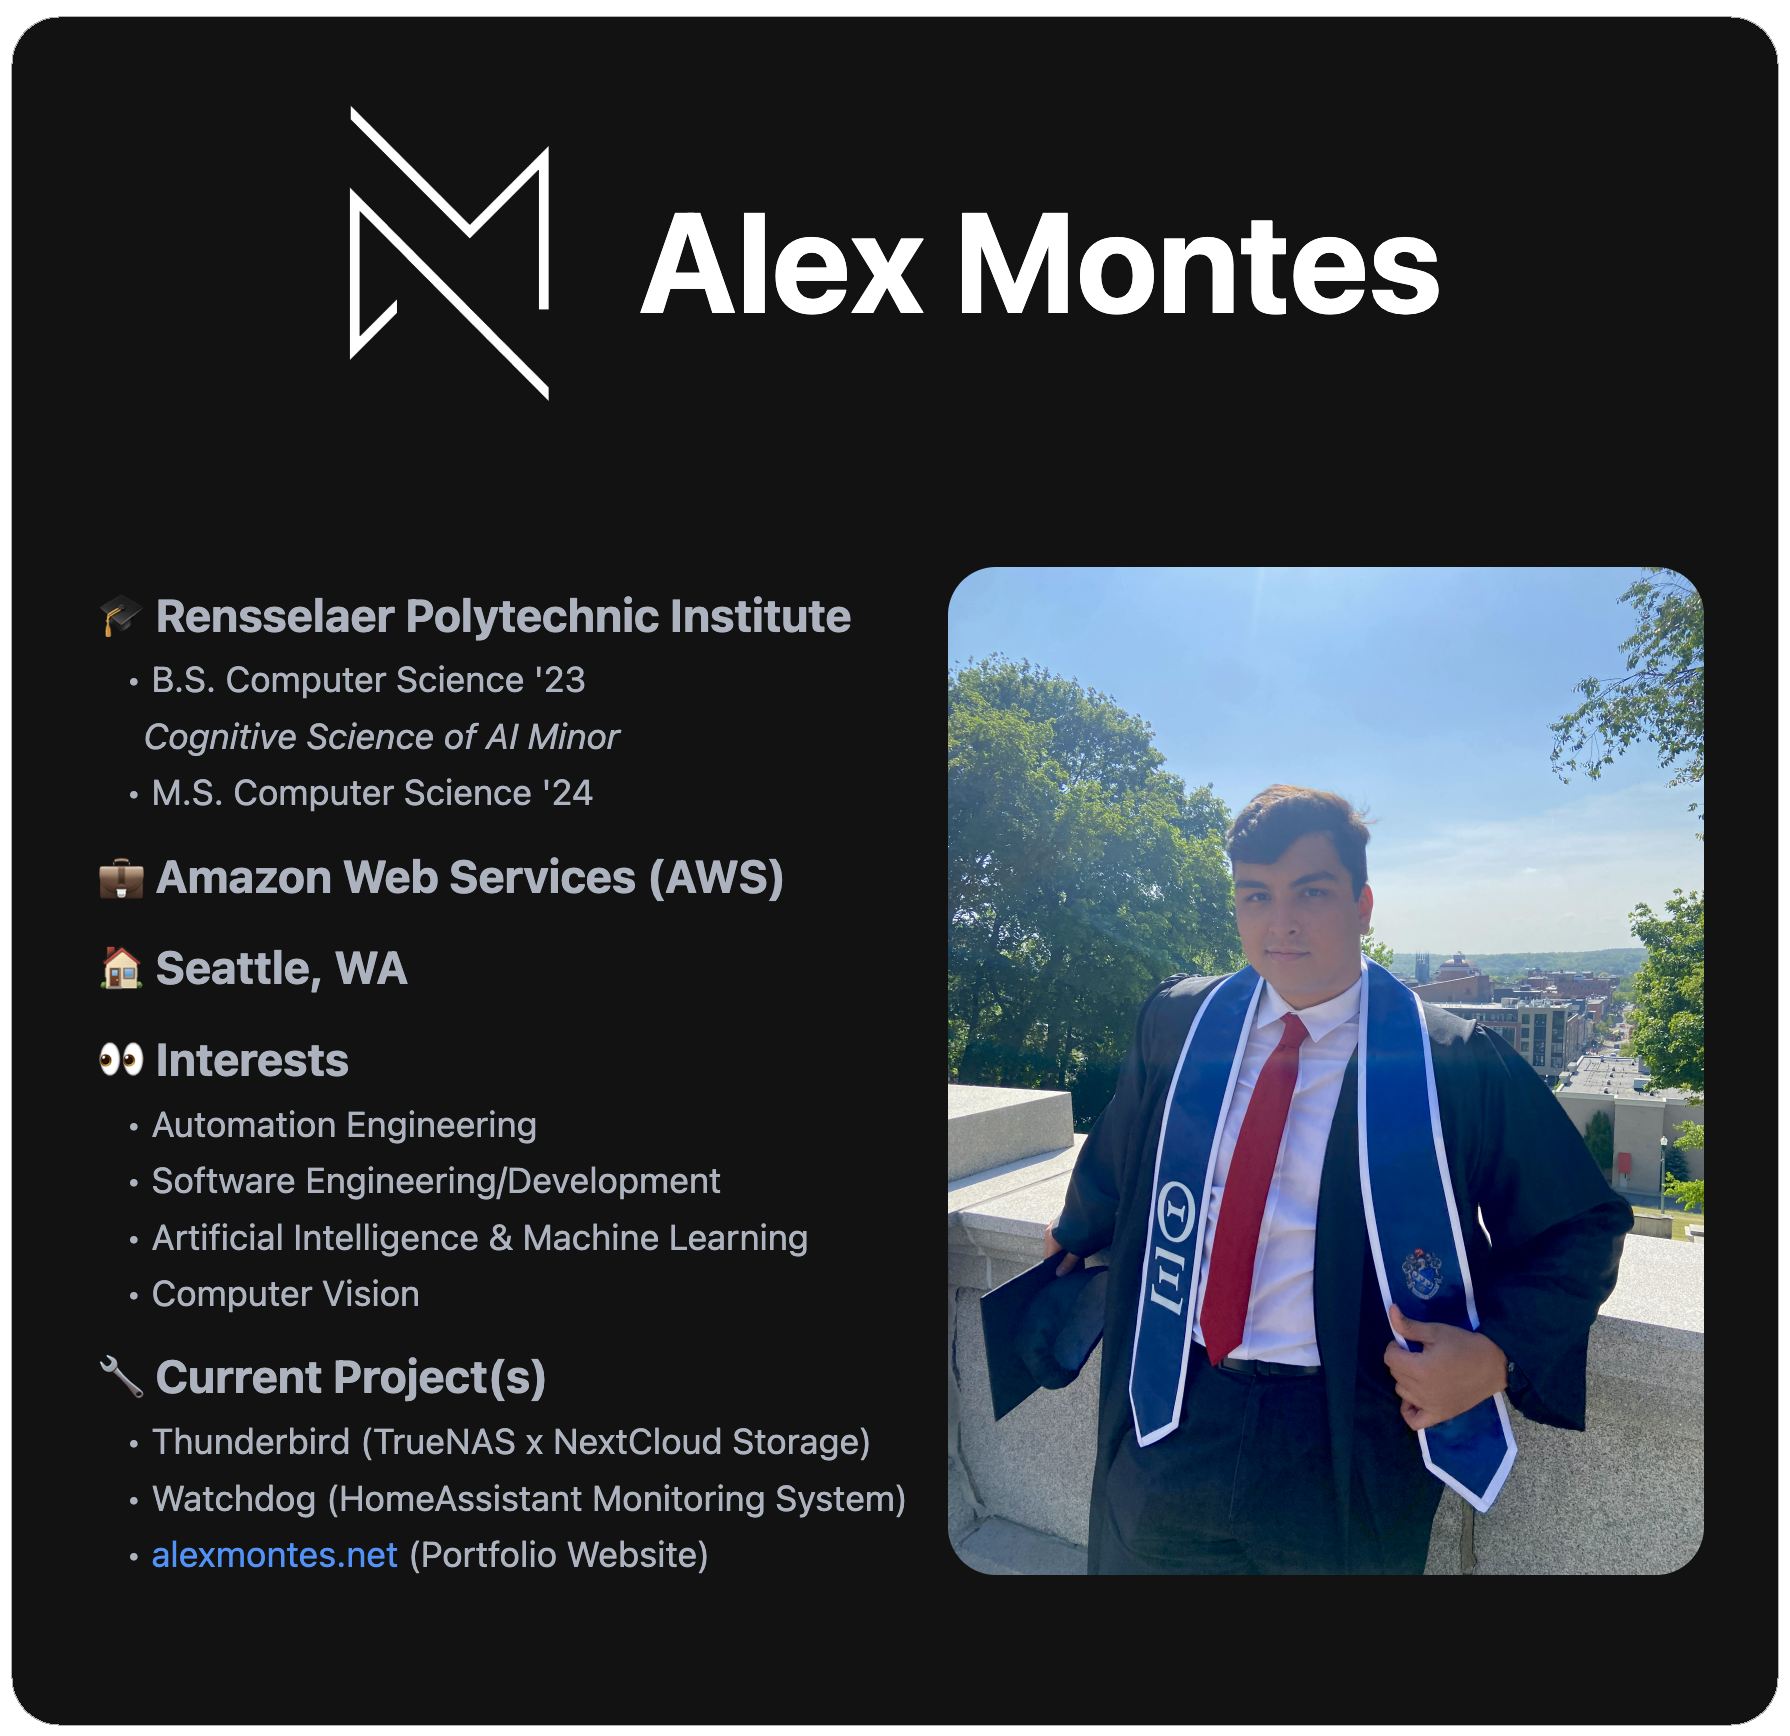 Alex Montes
🎓 Rensselaer Polytechnic Institute
• B.S. Computer Science '23
Cognitive Science of AI Minor
• M.S. Computer Science '24
💼 Amazon Web Services (AWS)
🏠 Seattle, WA
👀 Interests
• Automation Engineering
• Software Engineering/Development
• Artificial Intelligence & Machine Learning
• Computer Vision
🔧 Current Project(s)
• Thunderbird (TrueNAS x NextCloud Storage)
• Watchdog (HomeAssistant Monitoring System)
• alexmontes.net (Portfolio Website)